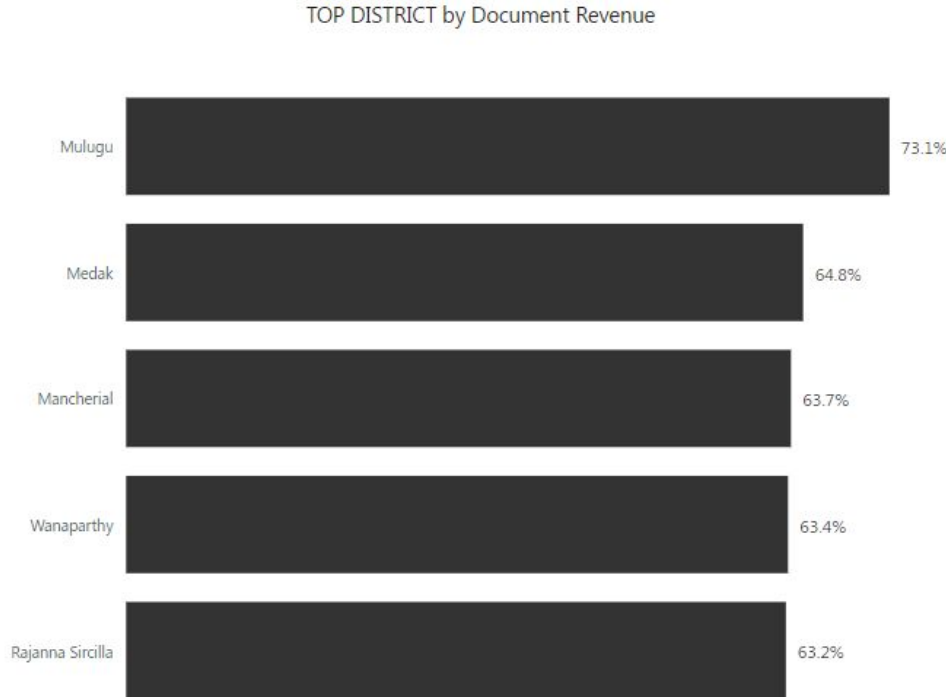 TOP DISTRICT by Document Revenue
Mulugu 73.1%
Medak 64.8%
Mancherial 63.7%
Wanaparthy 63.4%
Rajanna Sircilla 63.2%